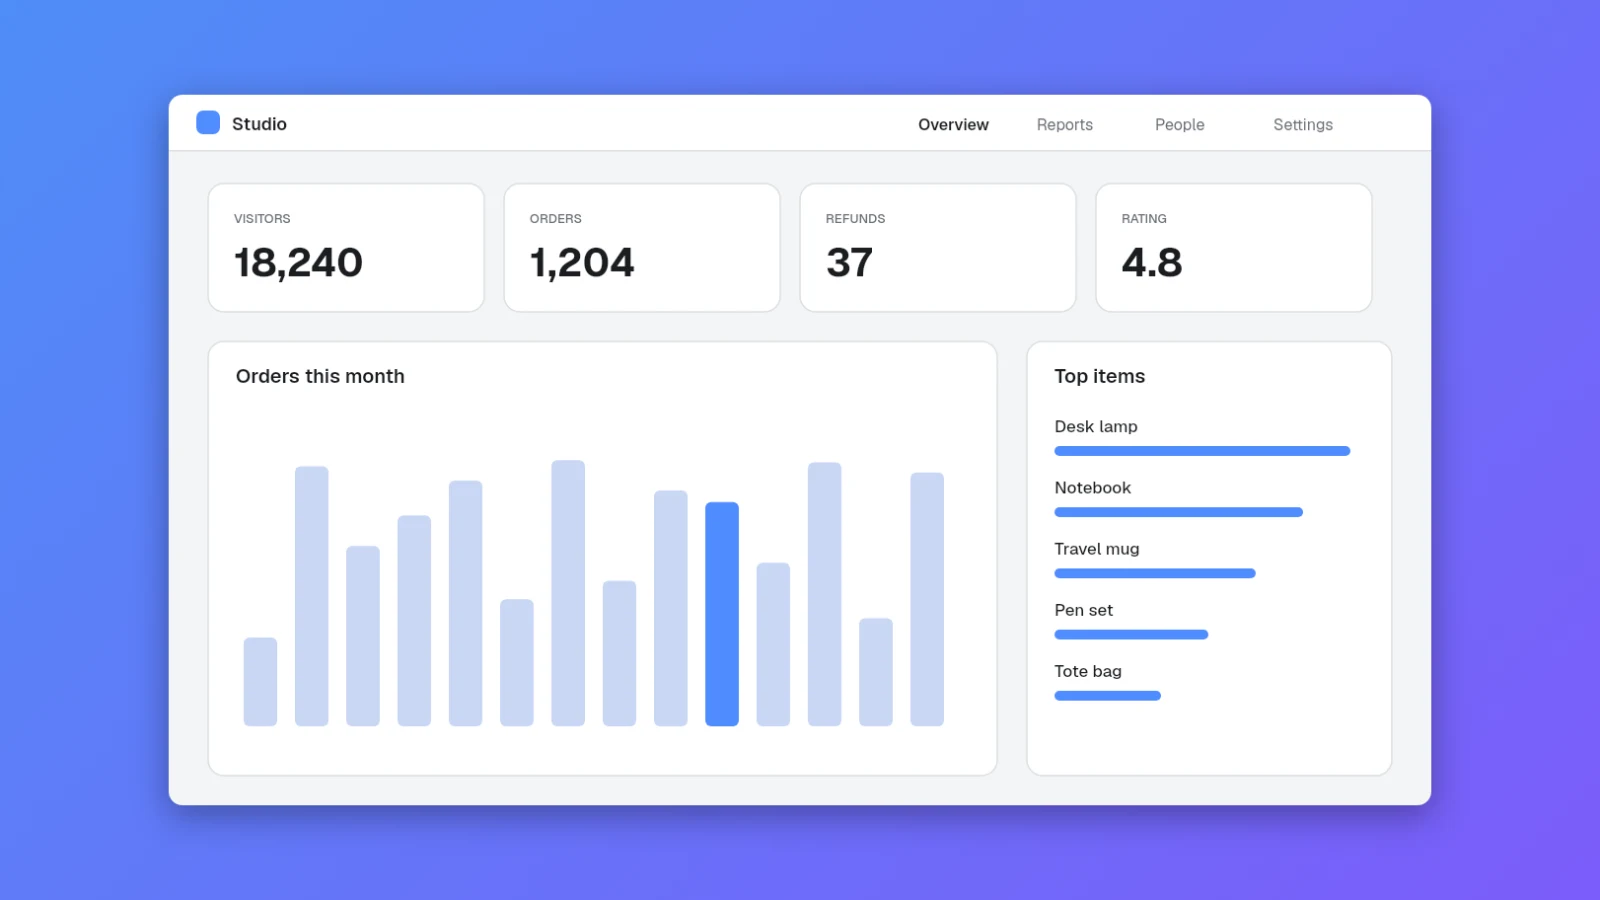 Studio
Overview
Reports
People
Settings
VISITORS
18,240
ORDERS
1,204
REFUNDS
37
RATING
4.8
Orders this month
Top items
Desk lamp
Notebook
Travel mug
Pen set
Tote bag